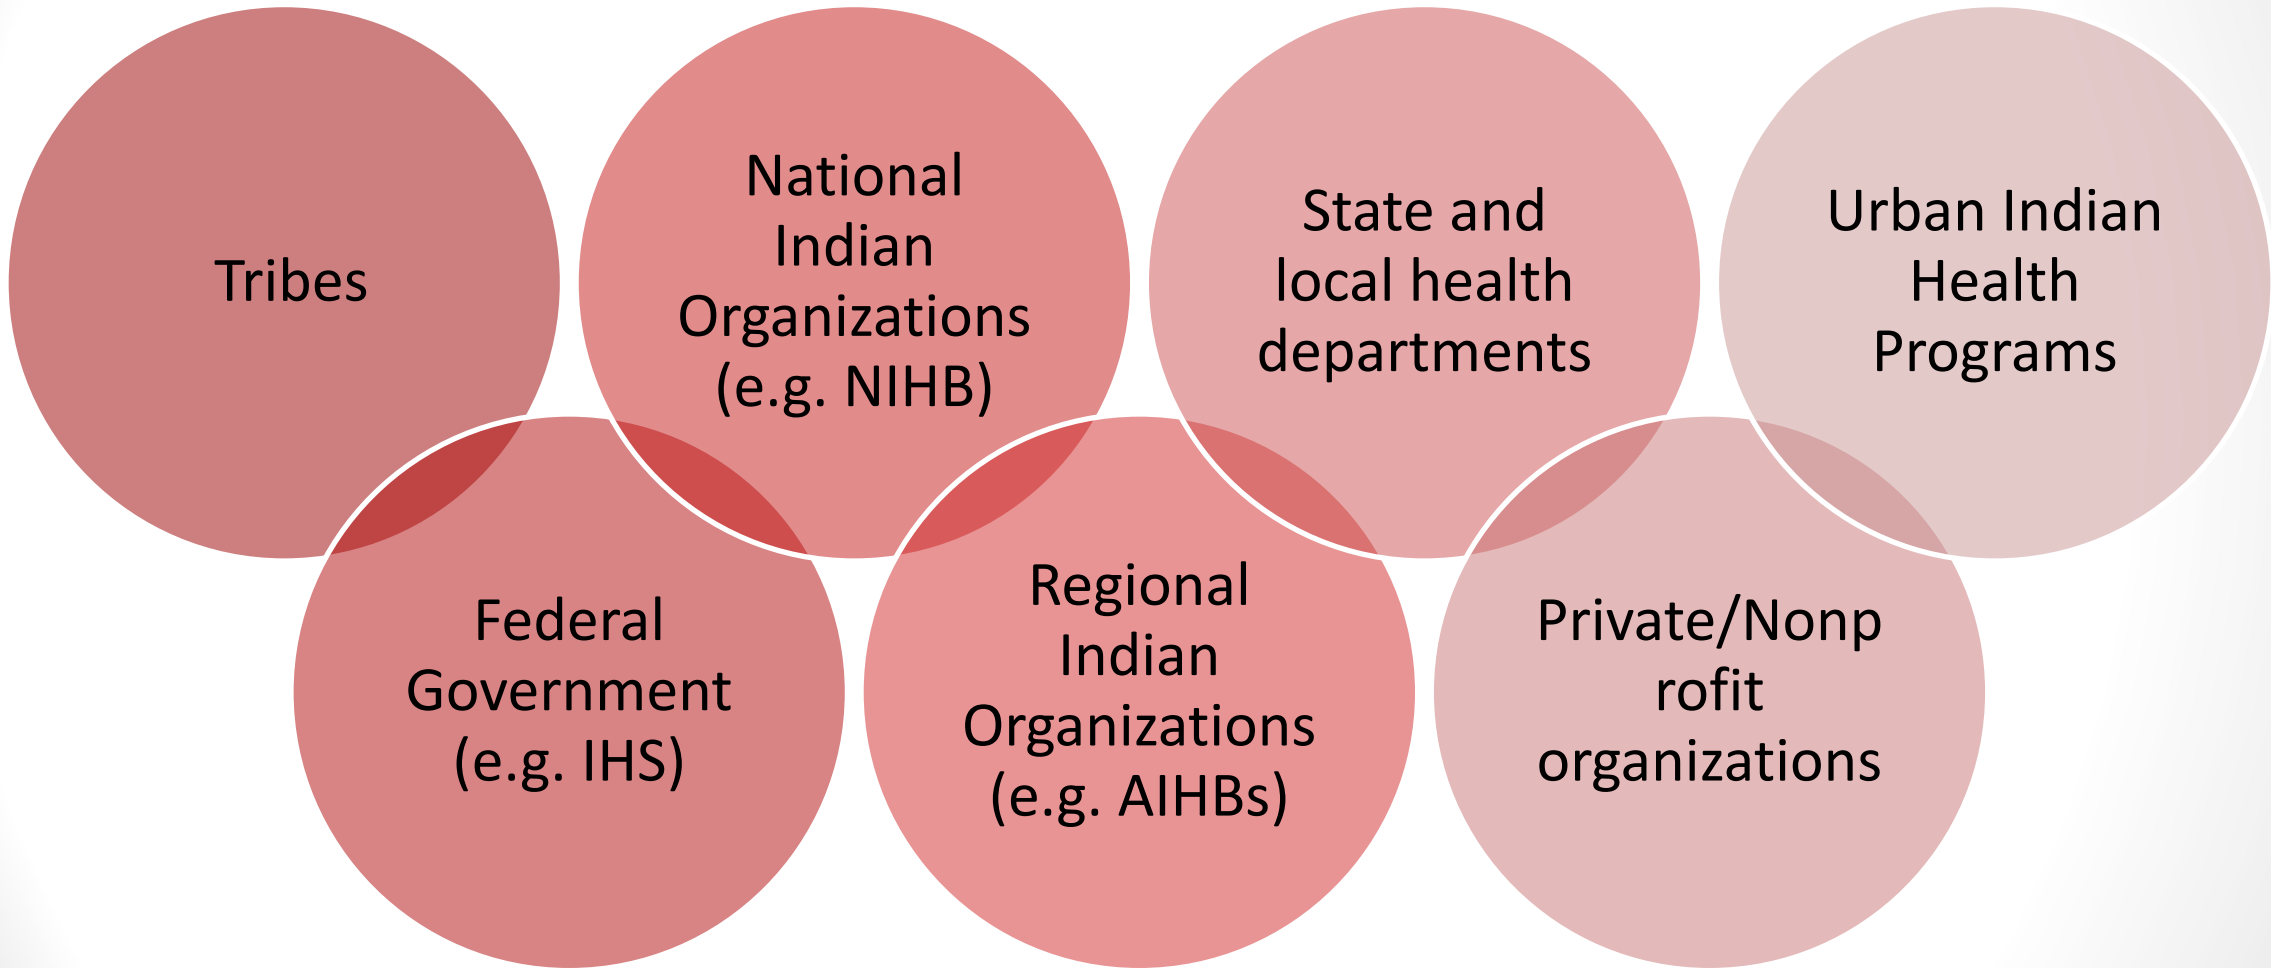 Tribes
National
Indian
Organizations
(e.g. NIHB)
State and
local health
departments
Urban Indian
Health
Programs
Federal
Government
(e.g. IHS)
Regional
Indian
Organizations
(e.g. AIHBs)
Private/Nonp
rofit
organizations